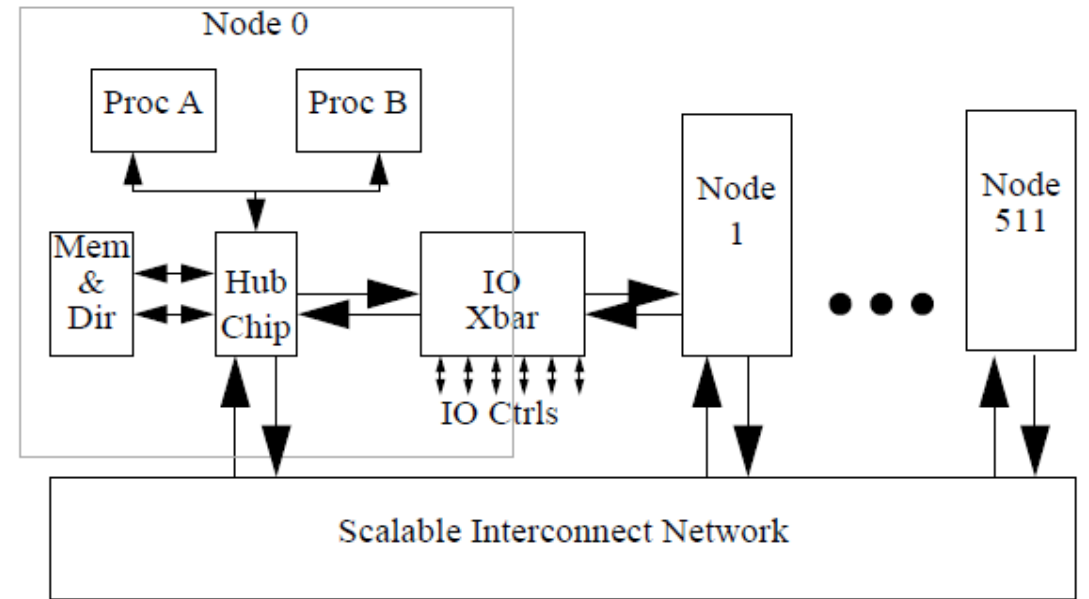 Node 0
Proc A
Proc B
Mem
&
Dir
Hub
Chip
IO
Xbar
IO Ctrls
Node
1
Node
511
Scalable Interconnect Network